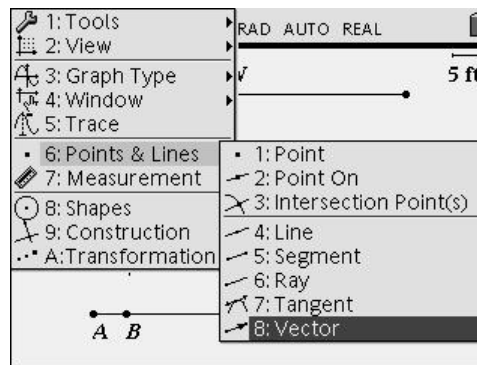 1: Tools
2: View
RAD AUTO REAL
3: Graph Type
4: Window
5 ft
5: Trace
6: Points & Lines
1: Point
7: Measurement
2: Point On
3: Intersection Point(s)
8: Shapes
9: Construction
4: Line
A: Transformation
5: Segment
6: Ray
7: Tangent
8: Vector
A B